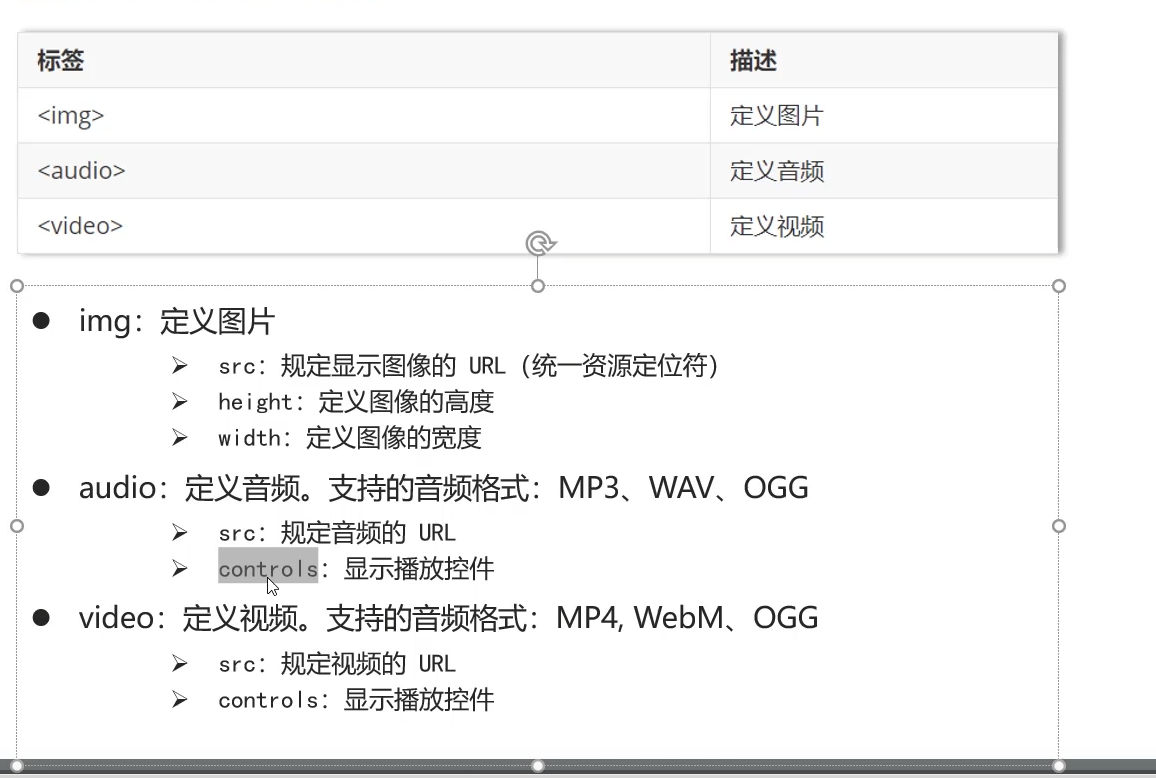 标签 描述
<img> 定义图片
<audio> 定义音频
<video> 定义视频
● img：定义图片
➢ src：规定显示图像的 URL（统一资源定位符）
➢ height：定义图像的高度
➢ width：定义图像的宽度
● audio：定义音频。支持的音频格式：MP3、WAV、OGG
➢ src：规定音频的 URL
➢ controls：显示播放控件
● video：定义视频。支持的音频格式：MP4, WebM、OGG
➢ src：规定视频的 URL
➢ controls：显示播放控件